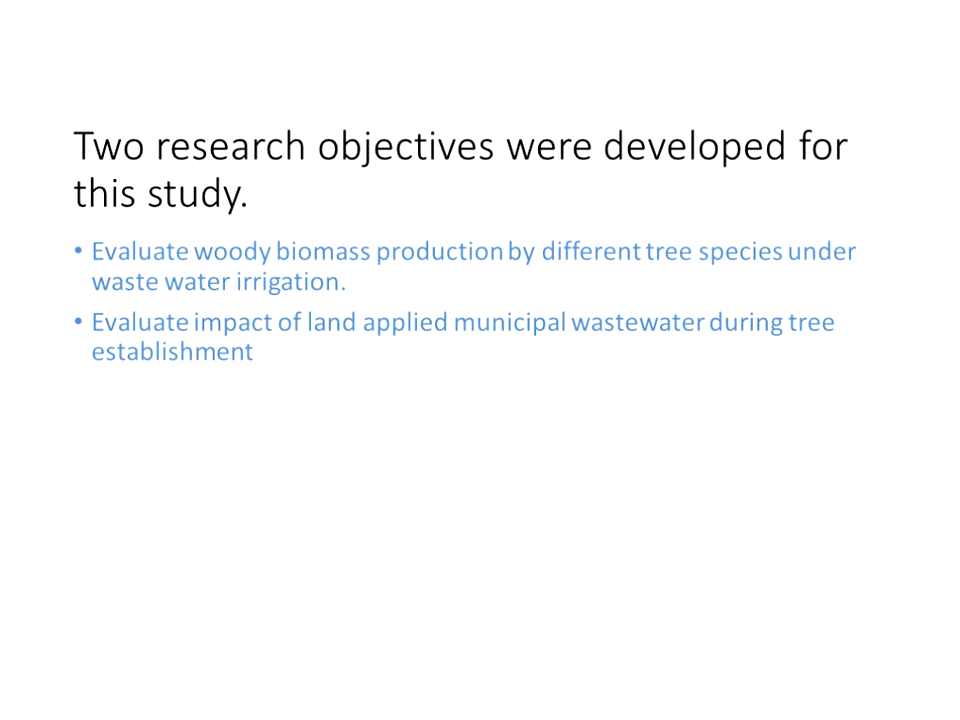 Two research objectives were developed for
this study.
• Evaluate woody biomass production by different tree species under
waste water irrigation.
• Evaluate impact of land applied municipal wastewater during tree
establishment